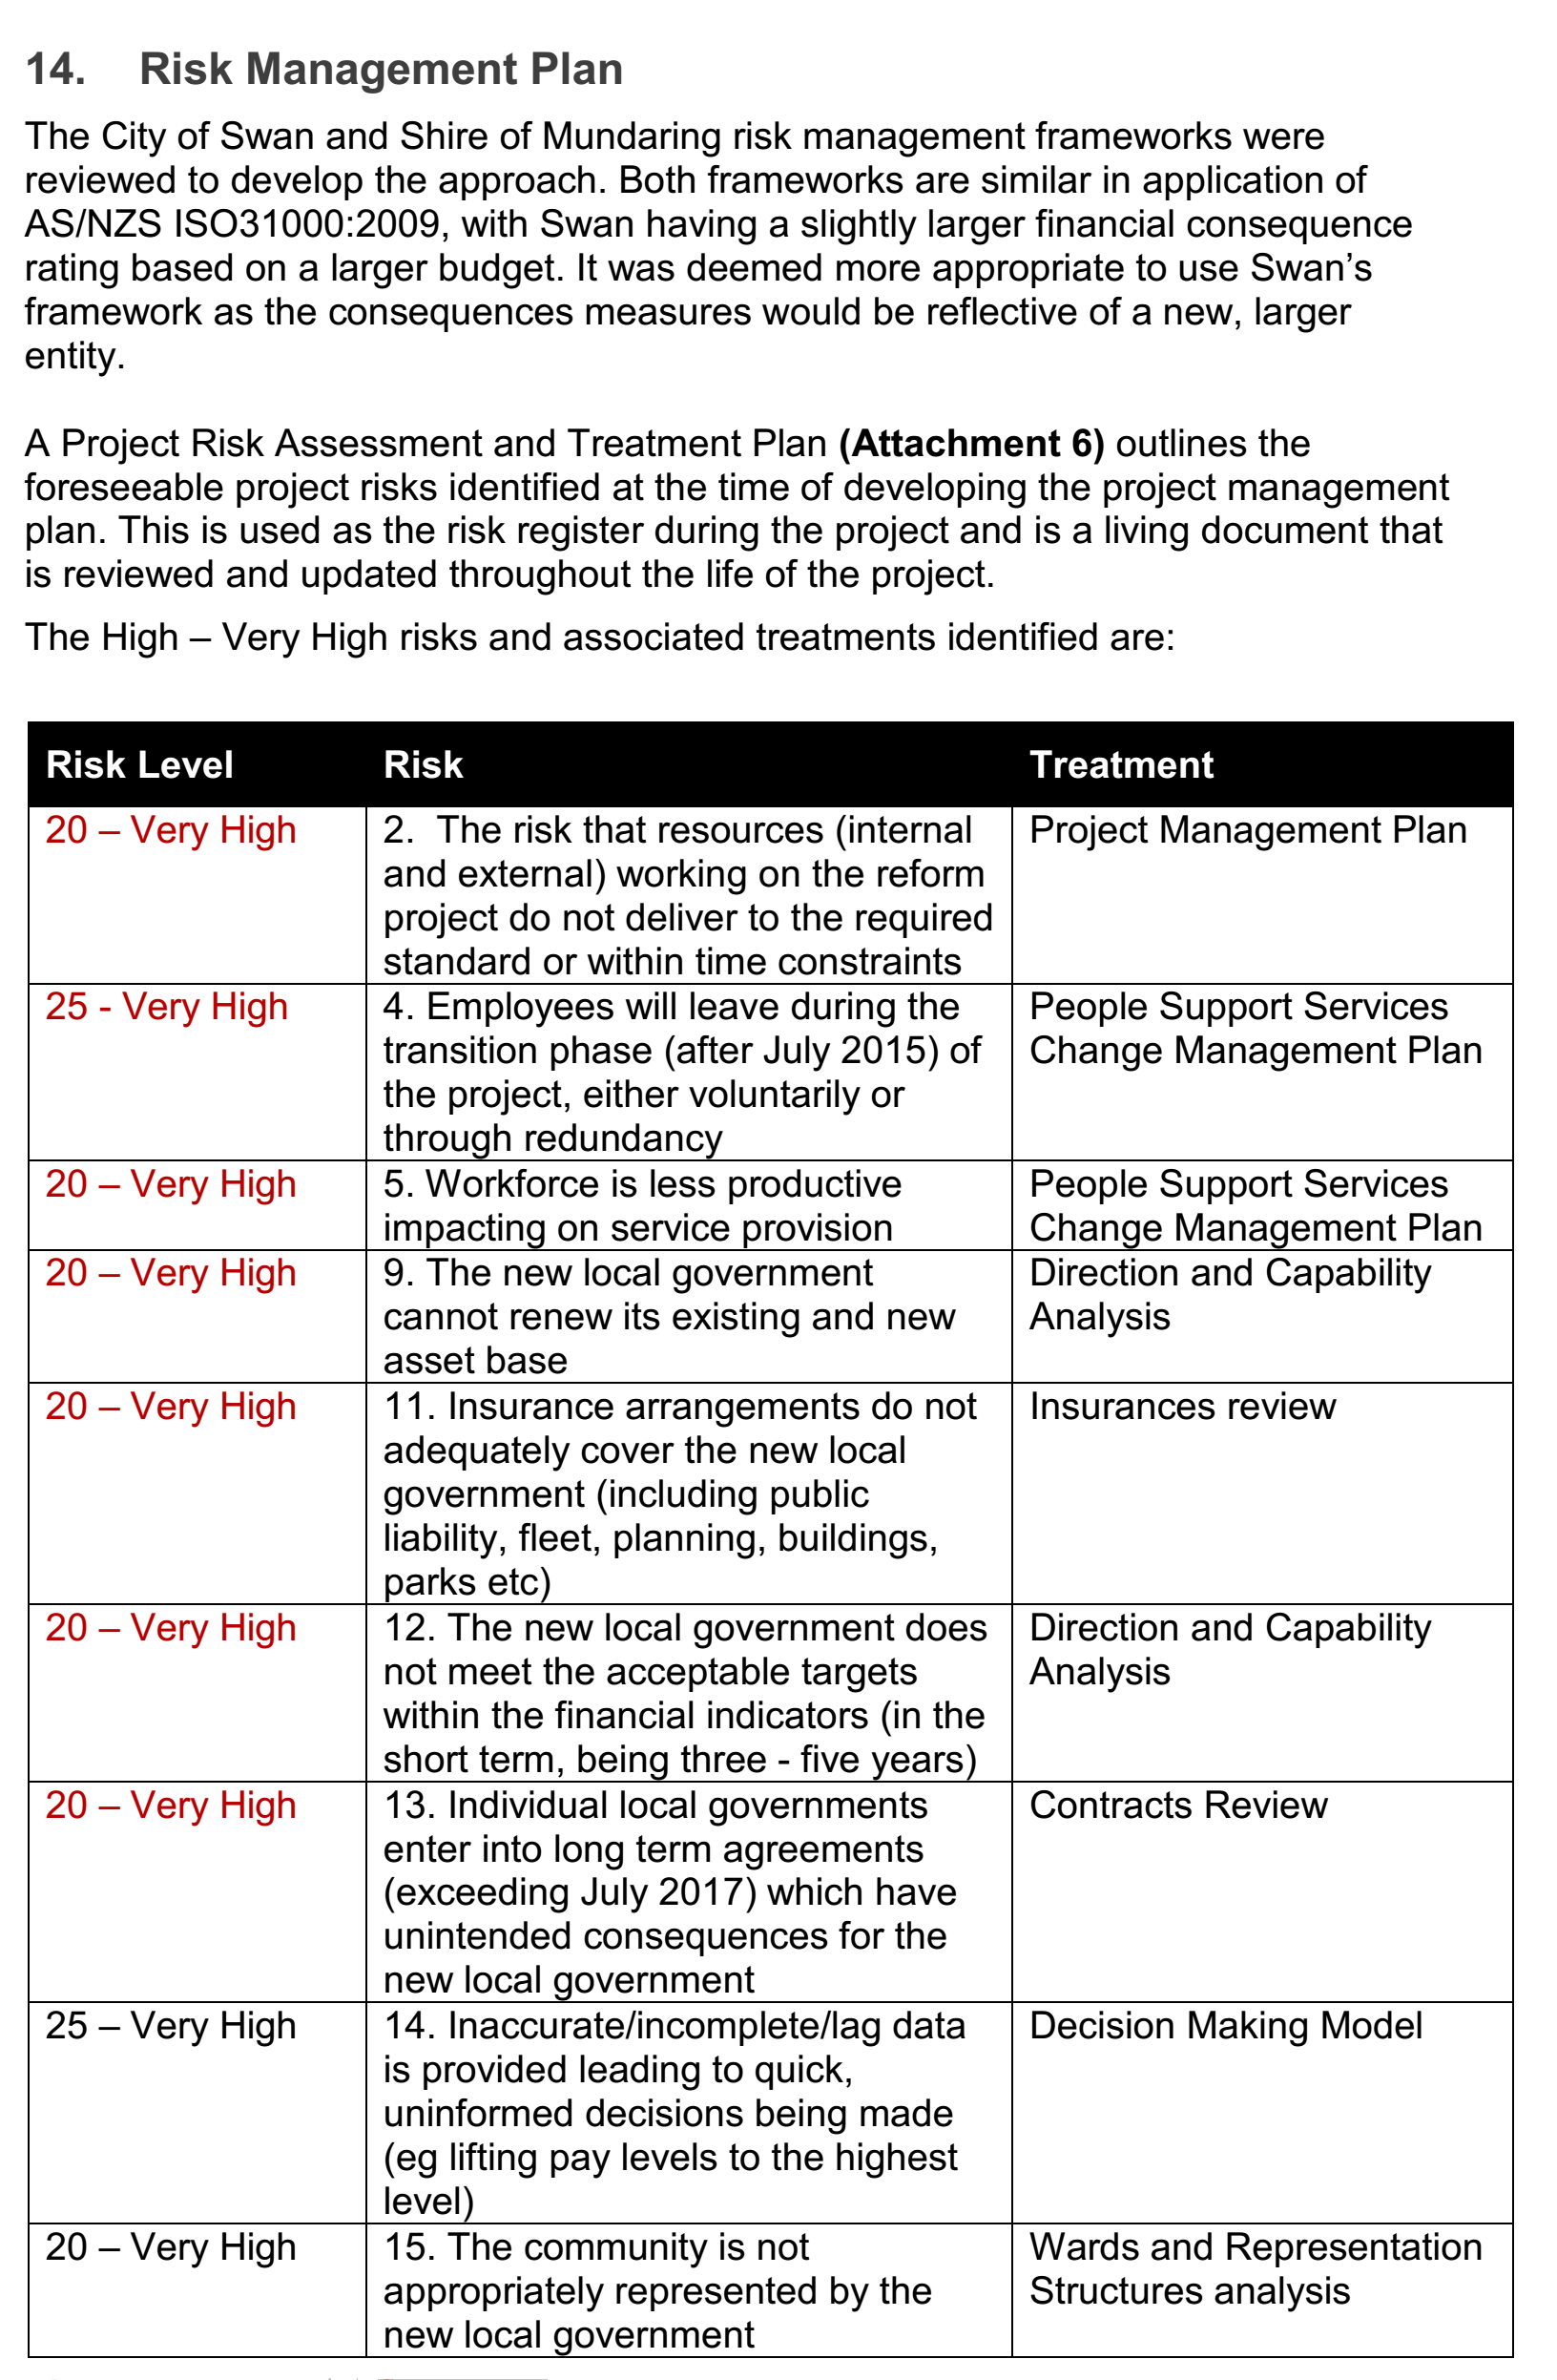 14. Risk Management Plan
The City of Swan and Shire of Mundaring risk management frameworks were
reviewed to develop the approach. Both frameworks are similar in application of
AS/NZS ISO31000:2009, with Swan having a slightly larger financial consequence
rating based on a larger budget. It was deemed more appropriate to use Swan's
framework as the consequences measures would be reflective of a new, larger
entity.
A Project Risk Assessment and Treatment Plan (Attachment 6) outlines the
foreseeable project risks identified at the time of developing the project management
plan. This is used as the risk register during the project and is a living document that
is reviewed and updated throughout the life of the project.
The High – Very High risks and associated treatments identified are:
Risk Level Risk Treatment
20 – Very High 2. The risk that resources (internal Project Management Plan
and external) working on the reform
project do not deliver to the required
standard or within time constraints
25 - Very High 4. Employees will leave during the People Support Services
transition phase (after July 2015) of Change Management Plan
the project, either voluntarily or
through redundancy
20 – Very High 5. Workforce is less productive People Support Services
impacting on service provision Change Management Plan
20 – Very High 9. The new local government Direction and Capability
cannot renew its existing and new Analysis
asset base
20 – Very High 11. Insurance arrangements do not Insurances review
adequately cover the new local
government (including public
liability, fleet, planning, buildings,
parks etc)
20 – Very High 12. The new local government does Direction and Capability
not meet the acceptable targets Analysis
within the financial indicators (in the
short term, being three - five years)
20 – Very High 13. Individual local governments Contracts Review
enter into long term agreements
(exceeding July 2017) which have
unintended consequences for the
new local government
25 – Very High 14. Inaccurate/incomplete/lag data Decision Making Model
is provided leading to quick,
uninformed decisions being made
(eg lifting pay levels to the highest
level)
20 – Very High 15. The community is not Wards and Representation
appropriately represented by the Structures analysis
new local government